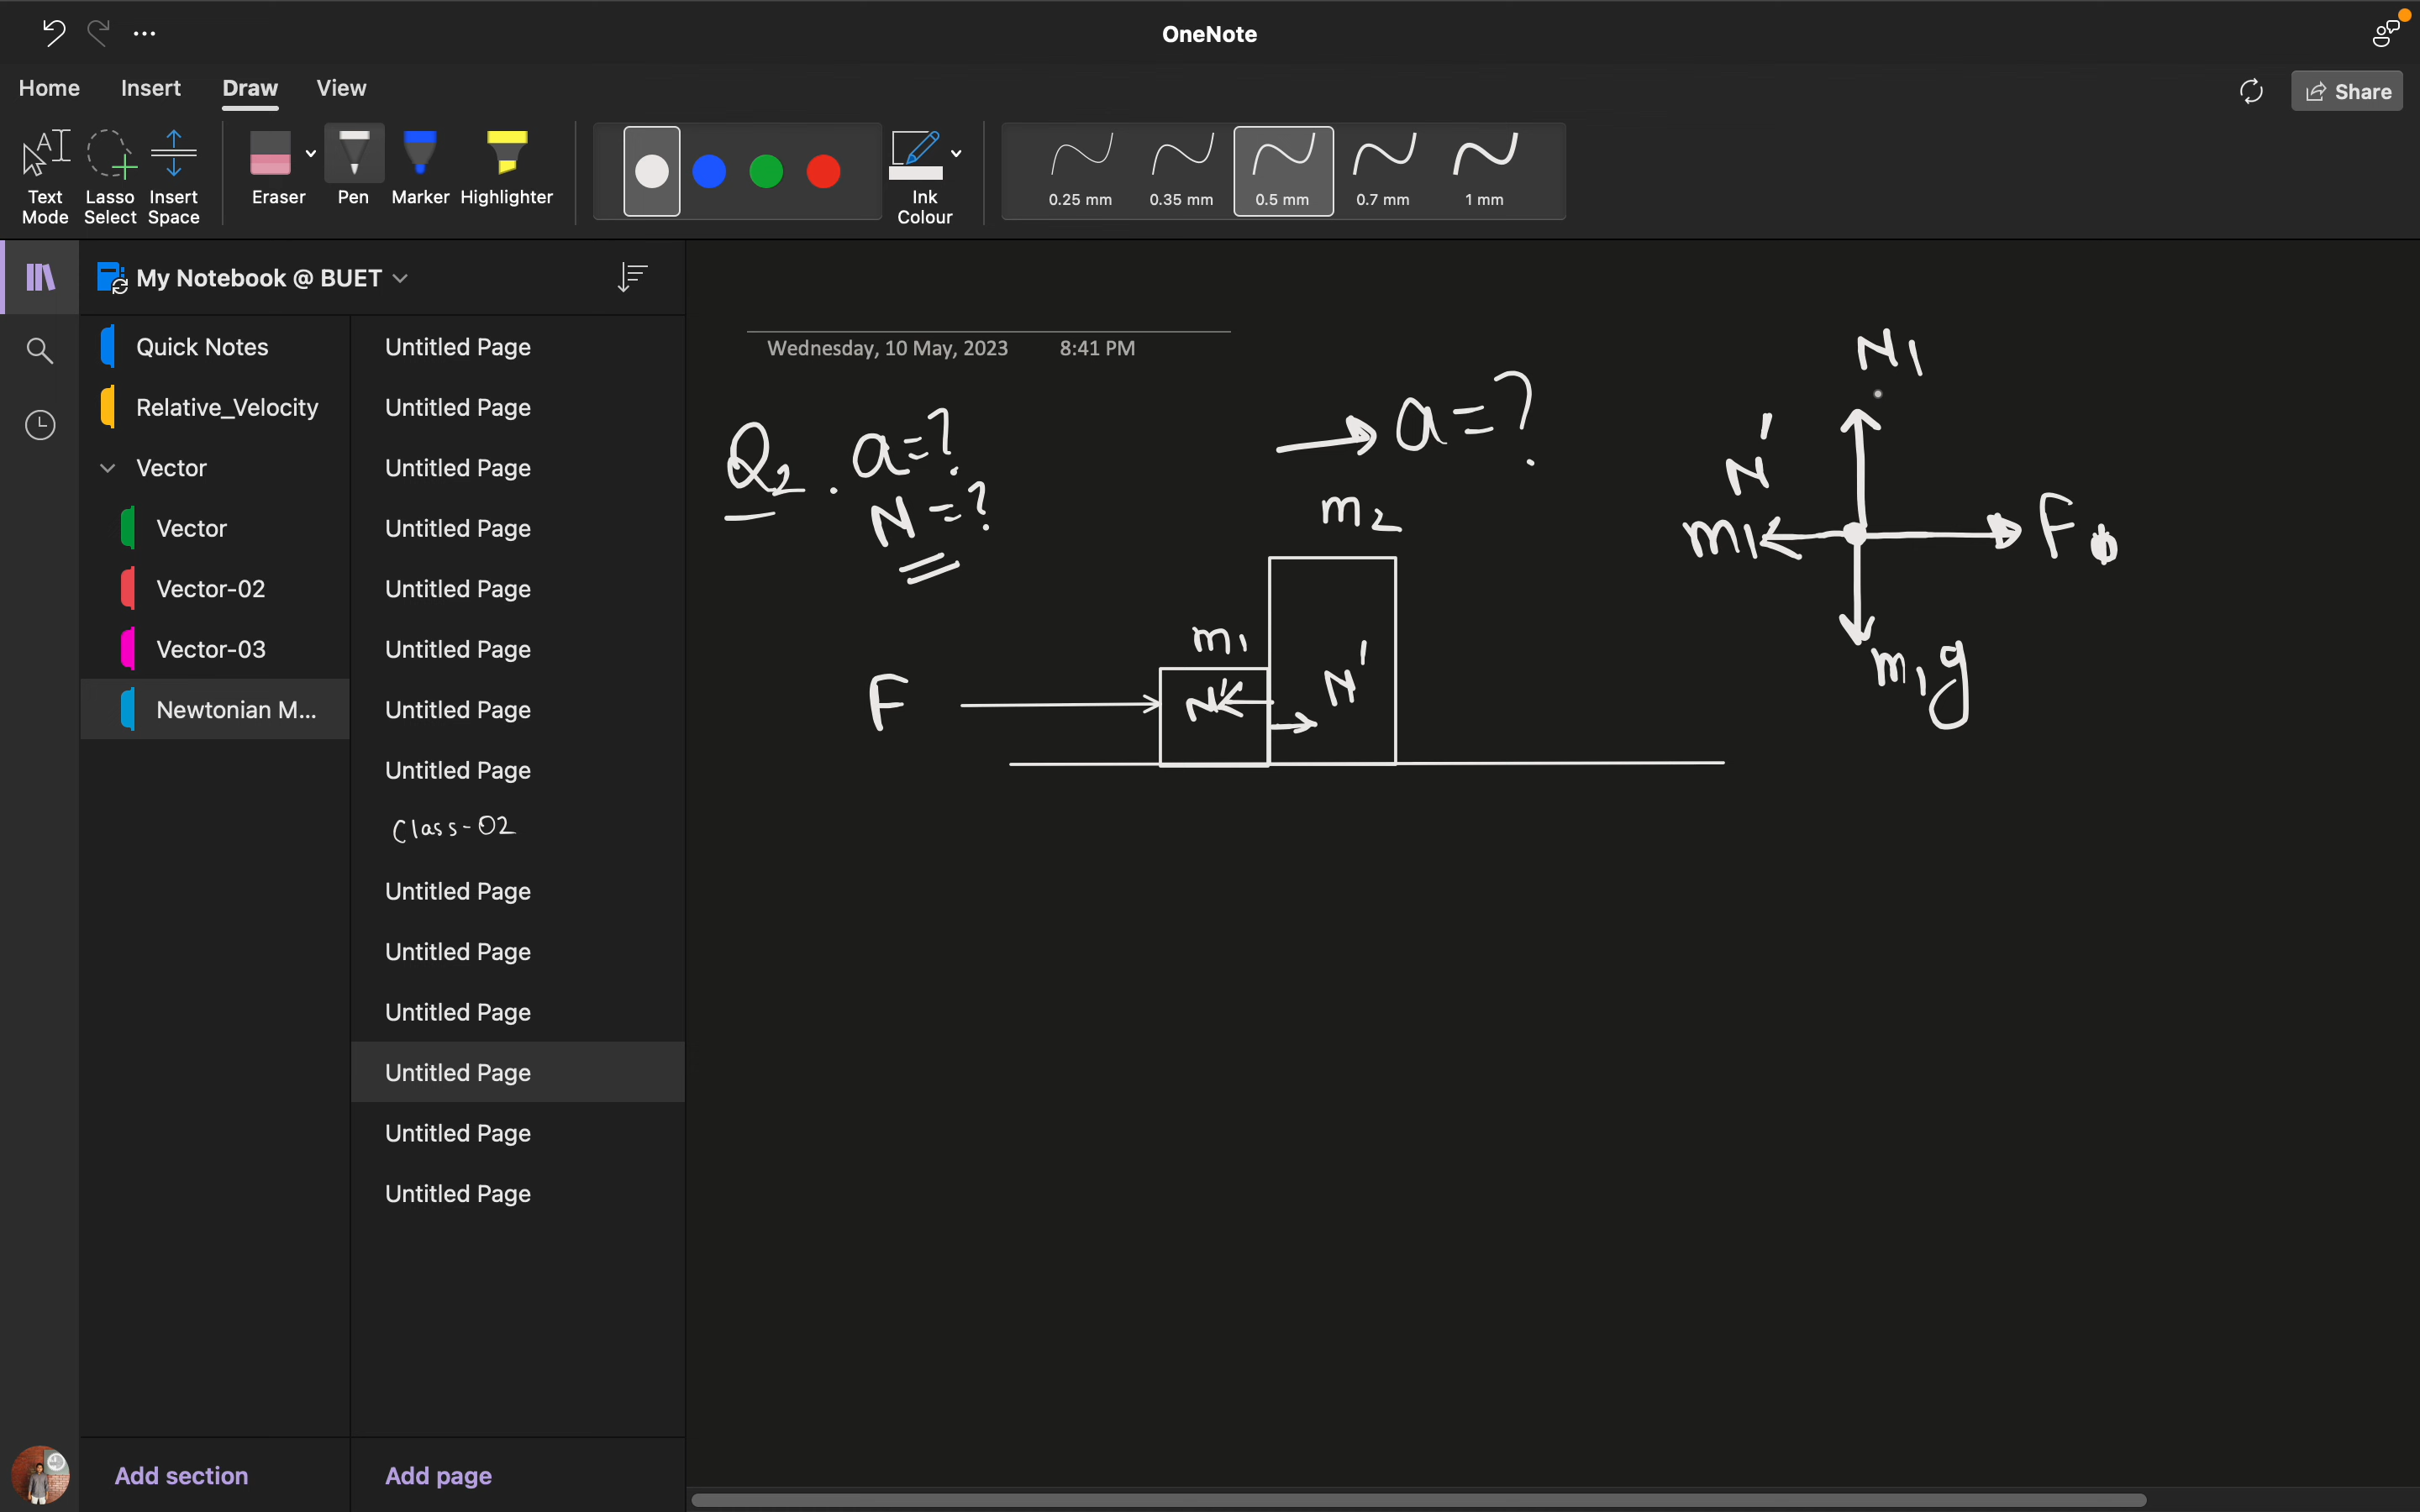 OneNote
Home Insert Draw View
Share
Text Mode
Lasso Select
Insert Space
Eraser
Pen
Marker
Highlighter
Ink Colour
0.25 mm
0.35 mm
0.5 mm
0.7 mm
1 mm
My Notebook @ BUET
Quick Notes
Relative_Velocity
Vector
Vector
Vector-02
Vector-03
Newtonian M...
Add section
Untitled Page
Untitled Page
Untitled Page
Untitled Page
Untitled Page
Untitled Page
Untitled Page
Untitled Page
Class-02
Untitled Page
Untitled Page
Untitled Page
Untitled Page
Untitled Page
Untitled Page
Add page
Wednesday, 10 May, 2023 8:41 PM
Q2. a=?
N=?
a=?
m2
m1
F
N'
N'
N1
N'
m1
F
m1g